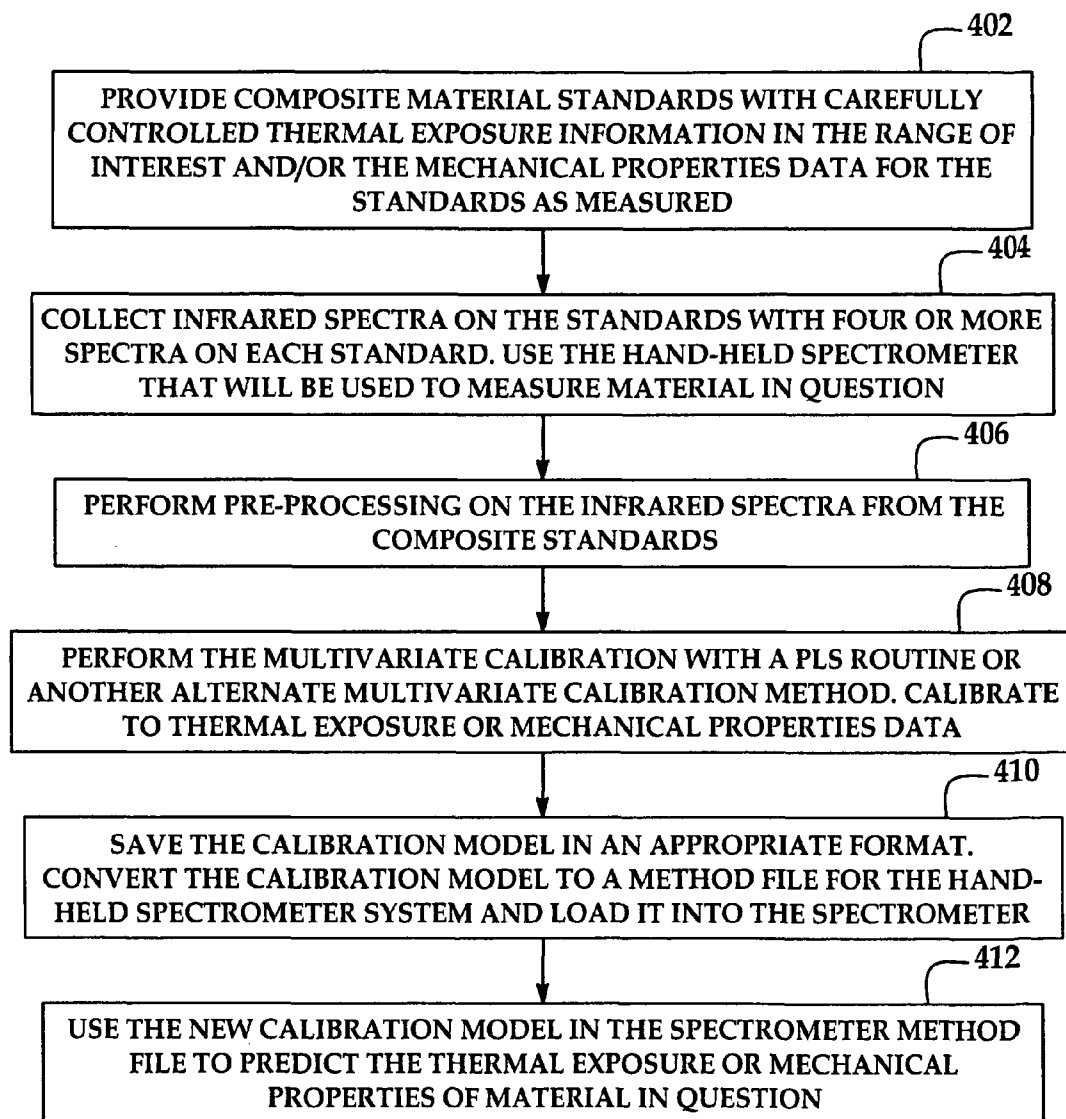 402
PROVIDE COMPOSITE MATERIAL STANDARDS WITH CAREFULLY
CONTROLLED THERMAL EXPOSURE INFORMATION IN THE RANGE OF
INTEREST AND/OR THE MECHANICAL PROPERTIES DATA FOR THE
STANDARDS AS MEASURED
404
COLLECT INFRARED SPECTRA ON THE STANDARDS WITH FOUR OR MORE
SPECTRA ON EACH STANDARD. USE THE HAND-HELD SPECTROMETER
THAT WILL BE USED TO MEASURE MATERIAL IN QUESTION
406
PERFORM PRE-PROCESSING ON THE INFRARED SPECTRA FROM THE
COMPOSITE STANDARDS
408
PERFORM THE MULTIVARIATE CALIBRATION WITH A PLS ROUTINE OR
ANOTHER ALTERNATE MULTIVARIATE CALIBRATION METHOD. CALIBRATE
TO THERMAL EXPOSURE OR MECHANICAL PROPERTIES DATA
410
SAVE THE CALIBRATION MODEL IN AN APPROPRIATE FORMAT.
CONVERT THE CALIBRATION MODEL TO A METHOD FILE FOR THE HAND-
HELD SPECTROMETER SYSTEM AND LOAD IT INTO THE SPECTROMETER
412
USE THE NEW CALIBRATION MODEL IN THE SPECTROMETER METHOD
FILE TO PREDICT THE THERMAL EXPOSURE OR MECHANICAL
PROPERTIES OF MATERIAL IN QUESTION